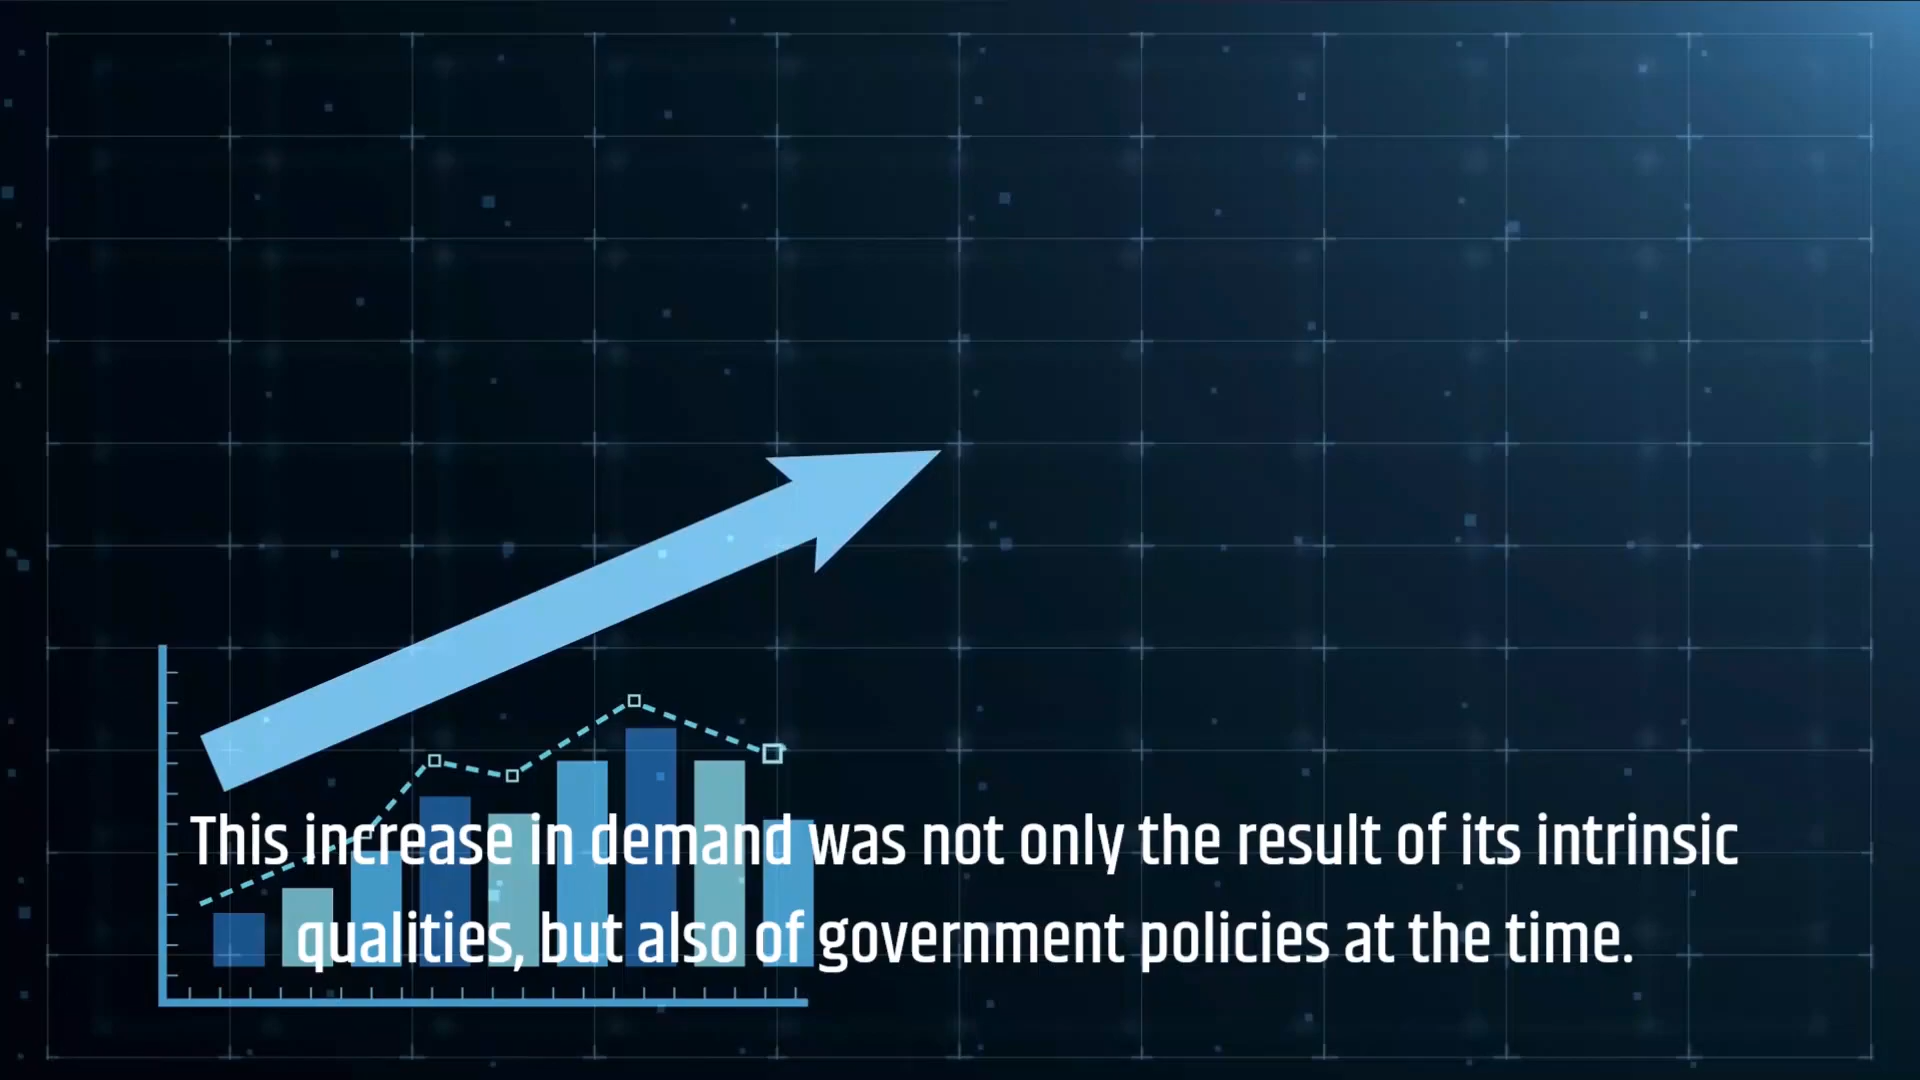 This increase in demand was not only the result of its intrinsic
qualities, but also of government policies at the time.